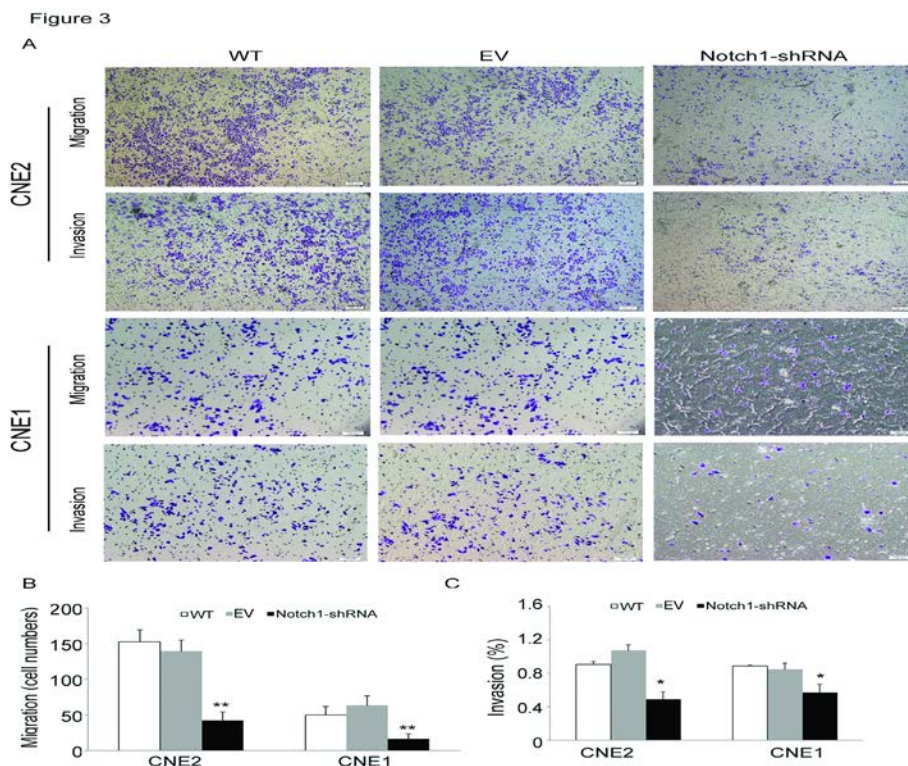 Figure 3
A
WT EV Notch1-shRNA
CNE2
Migration
Invasion
CNE1
Migration
Invasion
B
WT EV Notch1-shRNA
Migration (cell numbers)
200
150
100
50
0
**
**
CNE2 CNE1
C
WT EV Notch1-shRNA
Invasion (%)
1.6
1.2
0.8
0.4
0
*
*
CNE2 CNE1